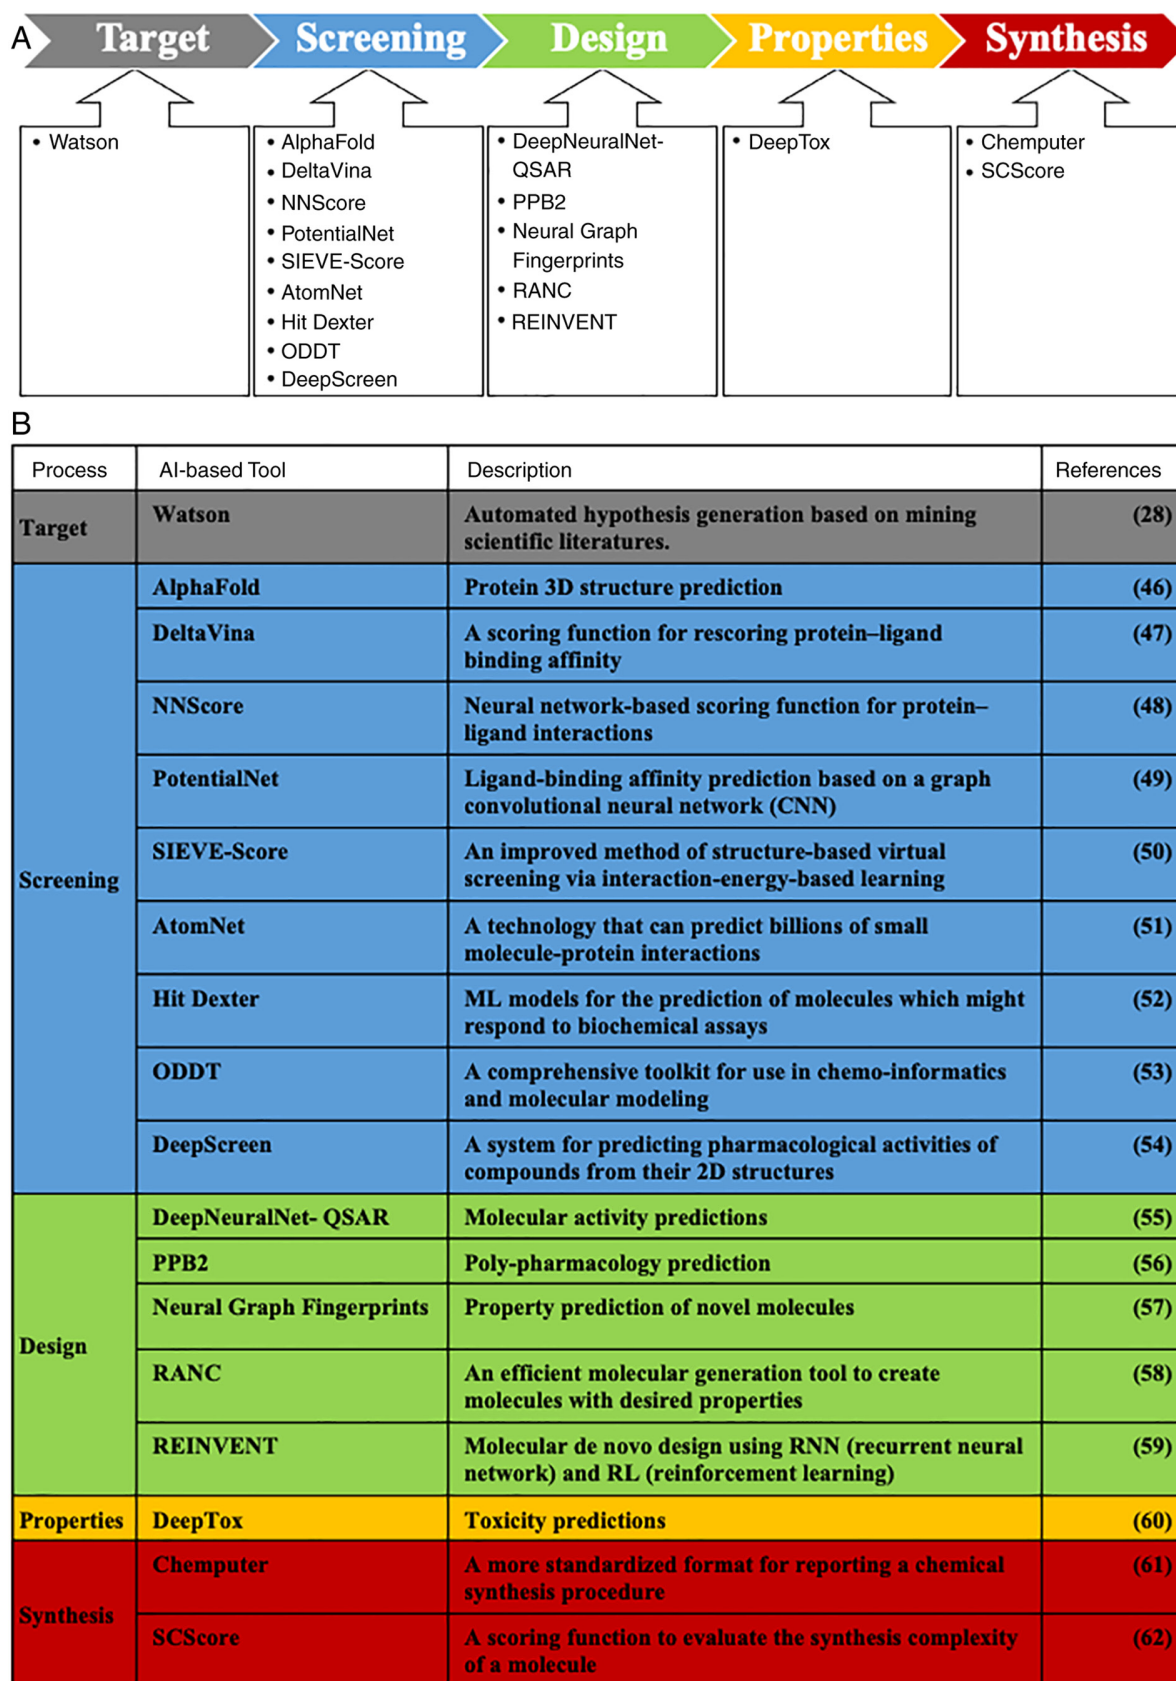 A
Target
Screening
Design
Properties
Synthesis
• Watson
• AlphaFold
• DeltaVina
• NNScore
• PotentialNet
• SIEVE-Score
• AtomNet
• Hit Dexter
• ODDT
• DeepScreen
• DeepNeuralNet-
QSAR
• PPB2
• Neural Graph
Fingerprints
• RANC
• REINVENT
• DeepTox
• Chemputer
• SCScore
B
Process AI-based Tool Description References
Target Watson Automated hypothesis generation based on mining (28)
scientific literatures.
Screening
AlphaFold Protein 3D structure prediction (46)
DeltaVina A scoring function for rescoring protein–ligand (47)
binding affinity
NNScore Neural network-based scoring function for protein– (48)
ligand interactions
PotentialNet Ligand-binding affinity prediction based on a graph (49)
convolutional neural network (CNN)
SIEVE-Score An improved method of structure-based virtual (50)
screening via interaction-energy-based learning
AtomNet A technology that can predict billions of small (51)
molecule-protein interactions
Hit Dexter ML models for the prediction of molecules which might (52)
respond to biochemical assays
ODDT A comprehensive toolkit for use in chemo-informatics (53)
and molecular modeling
DeepScreen A system for predicting pharmacological activities of (54)
compounds from their 2D structures
Design
DeepNeuralNet- QSAR Molecular activity predictions (55)
PPB2 Poly-pharmacology prediction (56)
Neural Graph Fingerprints Property prediction of novel molecules (57)
RANC An efficient molecular generation tool to create (58)
molecules with desired properties
REINVENT Molecular de novo design using RNN (recurrent neural (59)
network) and RL (reinforcement learning)
Properties DeepTox Toxicity predictions (60)
Synthesis
Chemputer A more standardized format for reporting a chemical (61)
synthesis procedure
SCScore A scoring function to evaluate the synthesis complexity (62)
of a molecule